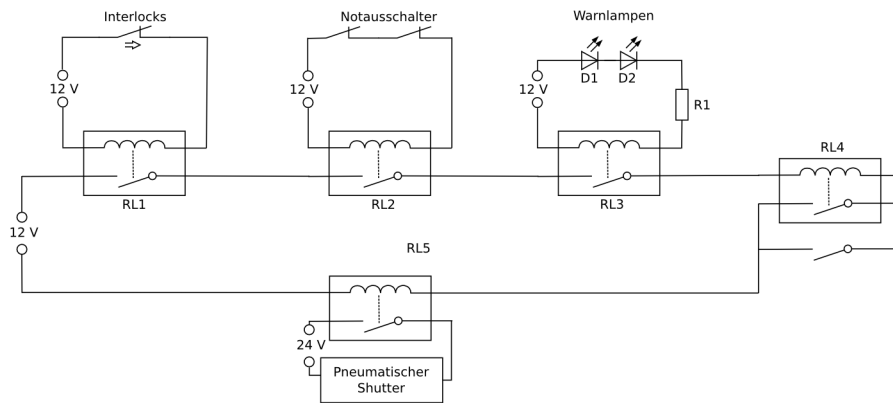 Interlocks
Notausschalter
Warnlampen
12 V
12 V
12 V
D1
D2
R1
RL4
RL1
RL2
RL3
12 V
RL5
24 V
Pneumatischer
Shutter